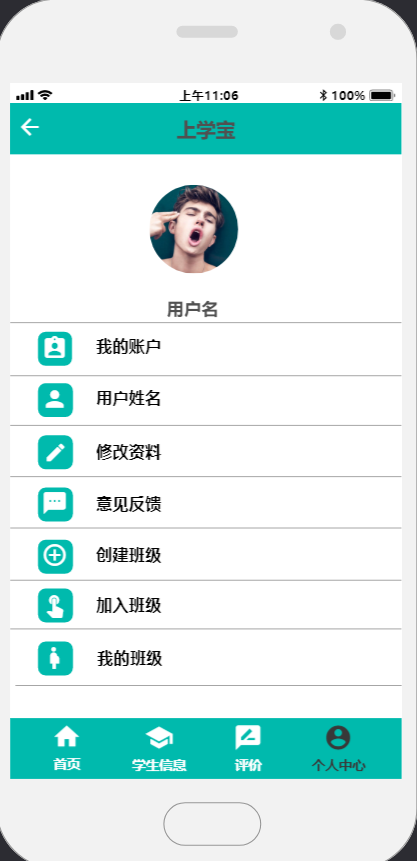 上午11:06
100%
上学宝
用户名
我的账户
用户姓名
修改资料
意见反馈
创建班级
加入班级
我的班级
首页 学生信息 评价 个人中心